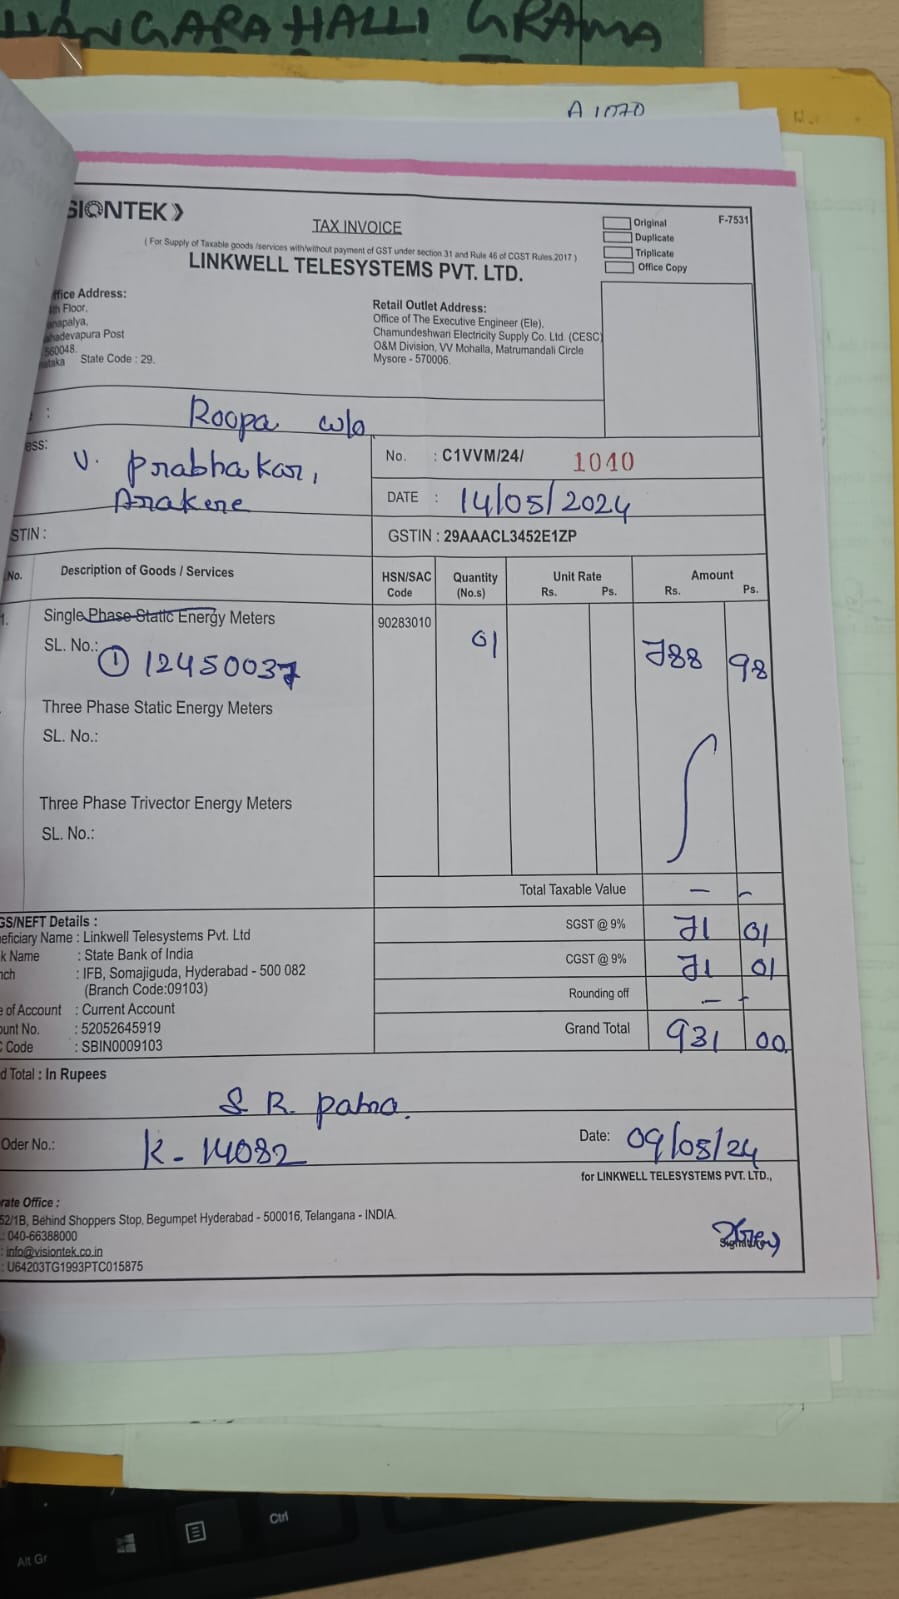 HANGARAHALLI GRAMA
A 1070
SIONTEK
TAX INVOICE
( For Supply of Taxable goods /services with/without payment of GST under section 31 and Rule 46 of CGST Rules.2017 )
LINKWELL TELESYSTEMS PVT. LTD.
Original
Duplicate
Triplicate
Office Copy
F-7531
ffice Address:
th Floor,
anapalya,
ahadevapura Post
560048.
nataka State Code : 29.
Retail Outlet Address:
Office of The Executive Engineer (Ele),
Chamundeshwari Electricity Supply Co. Ltd. (CESC)
O&M Division, VV Mohalla, Matrumandali Circle
Mysore - 570006.
: Roopa w/o
ess: V. Prabhakar,
Arakere
STIN :
No. : C1VVM/24/ 1040
DATE : 14/05/2024
GSTIN : 29AAACL3452E1ZP
.No. Description of Goods / Services HSN/SAC Code Quantity (No.s) Unit Rate Rs. Ps. Amount Rs. Ps.
1. Single Phase Static Energy Meters 90283010 01 788 98
SL. No.: ① 12450037
Three Phase Static Energy Meters
SL. No.:
Three Phase Trivector Energy Meters
SL. No.:
Total Taxable Value — —
SGST @ 9% 71 01
CGST @ 9% 71 01
Rounding off — -
Grand Total 931 00
GS/NEFT Details :
eficiary Name : Linkwell Telesystems Pvt. Ltd
k Name : State Bank of India
nch : IFB, Somajiguda, Hyderabad - 500 082
(Branch Code:09103)
e of Account : Current Account
ount No. : 52052645919
C Code : SBIN0009103
d Total : In Rupees
S R. patna.
Oder No.: K- 14082
Date: 09/05/24
for LINKWELL TELESYSTEMS PVT. LTD.,
rate Office :
52/1B, Behind Shoppers Stop, Begumpet Hyderabad - 500016, Telangana - INDIA.
.: 040-66388000
: info@visiontek.co.in
: U64203TG1993PTC015875
Alt Gr
Ctrl